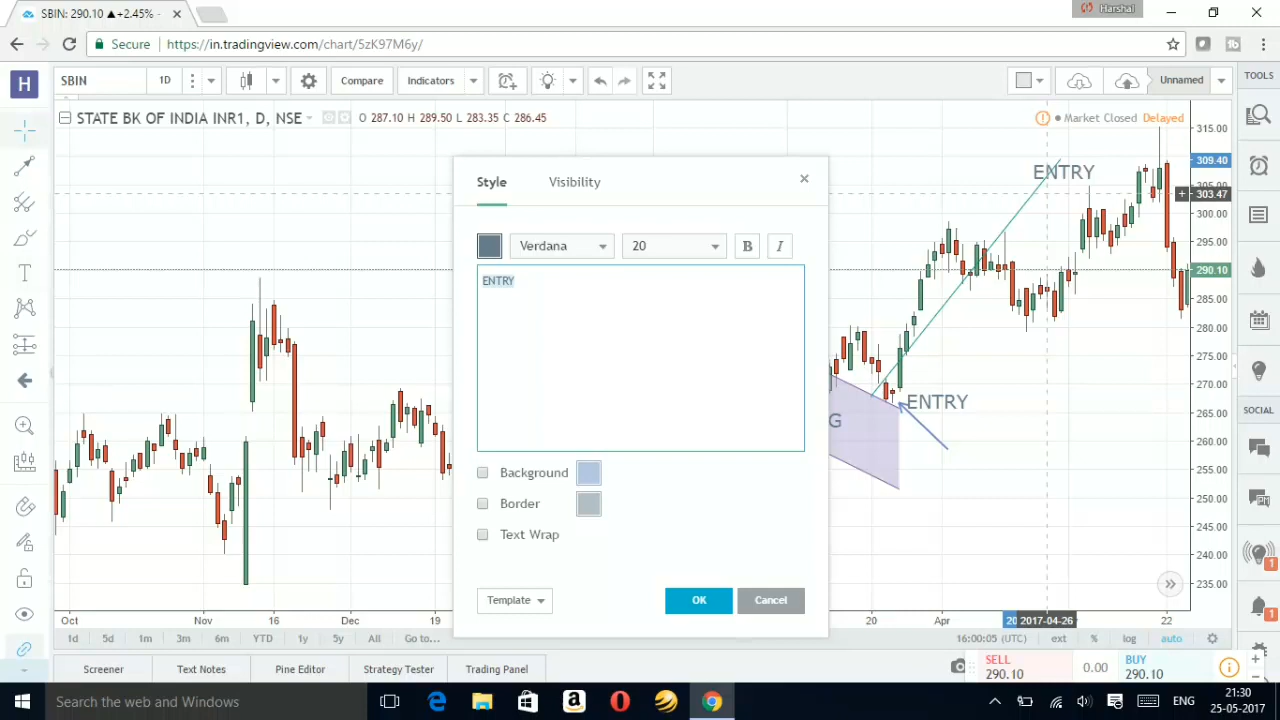 SBIN: 290.10 ▲+2.45% -
Harshal
Secure https://in.tradingview.com/chart/5zK97M6y/
H SBIN 1D Compare Indicators Unnamed TOOLS
STATE BK OF INDIA INR1, D, NSE O 287.10 H 289.50 L 283.35 C 286.45
Market Closed Delayed
315.00
309.40
305.00
303.47
300.00
295.00
290.10
285.00
280.00
275.00
270.00
265.00
260.00
255.00
250.00
245.00
240.00
235.00
ENTRY
ENTRY
G
Style Visibility
Verdana 20 B I
ENTRY
Background
Border
Text Wrap
Template OK Cancel
SOCIAL
1
1
Oct Nov 16 Dec 19 20 Apr 20 2017-04-26 22
1d 5d 1m 3m 6m YTD 1y 5y All Go to... 16:00:05 (UTC) ext % log auto
Screener Text Notes Pine Editor Strategy Tester Trading Panel
SELL
290.10
0.00
BUY
290.10
Search the web and Windows
ENG
21:30
25-05-2017